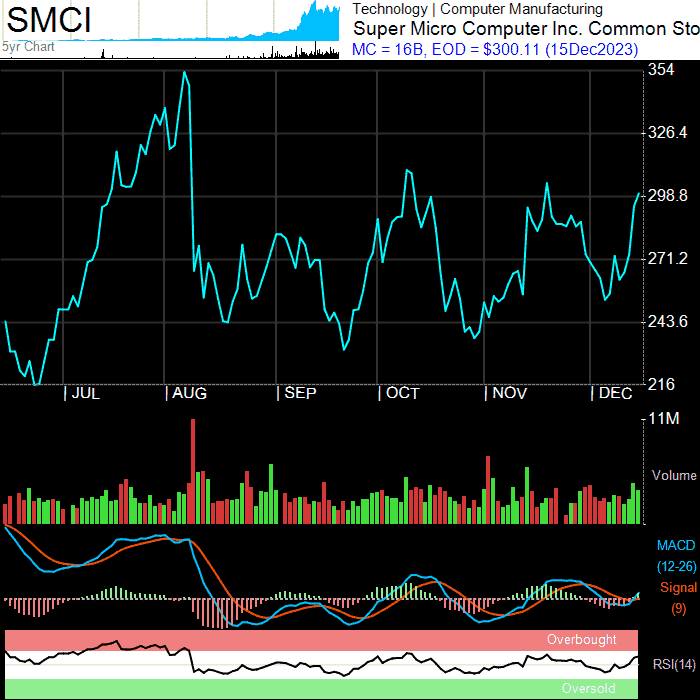 SMCI
5yr Chart
Technology | Computer Manufacturing
Super Micro Computer Inc. Common Sto
MC = 16B, EOD = $300.11 (15Dec2023)
354
326.4
298.8
271.2
243.6
216
| JUL | AUG | SEP | OCT | NOV | DEC
11M
Volume
MACD
(12-26)
Signal
(9)
Overbought
RSI(14)
Oversold